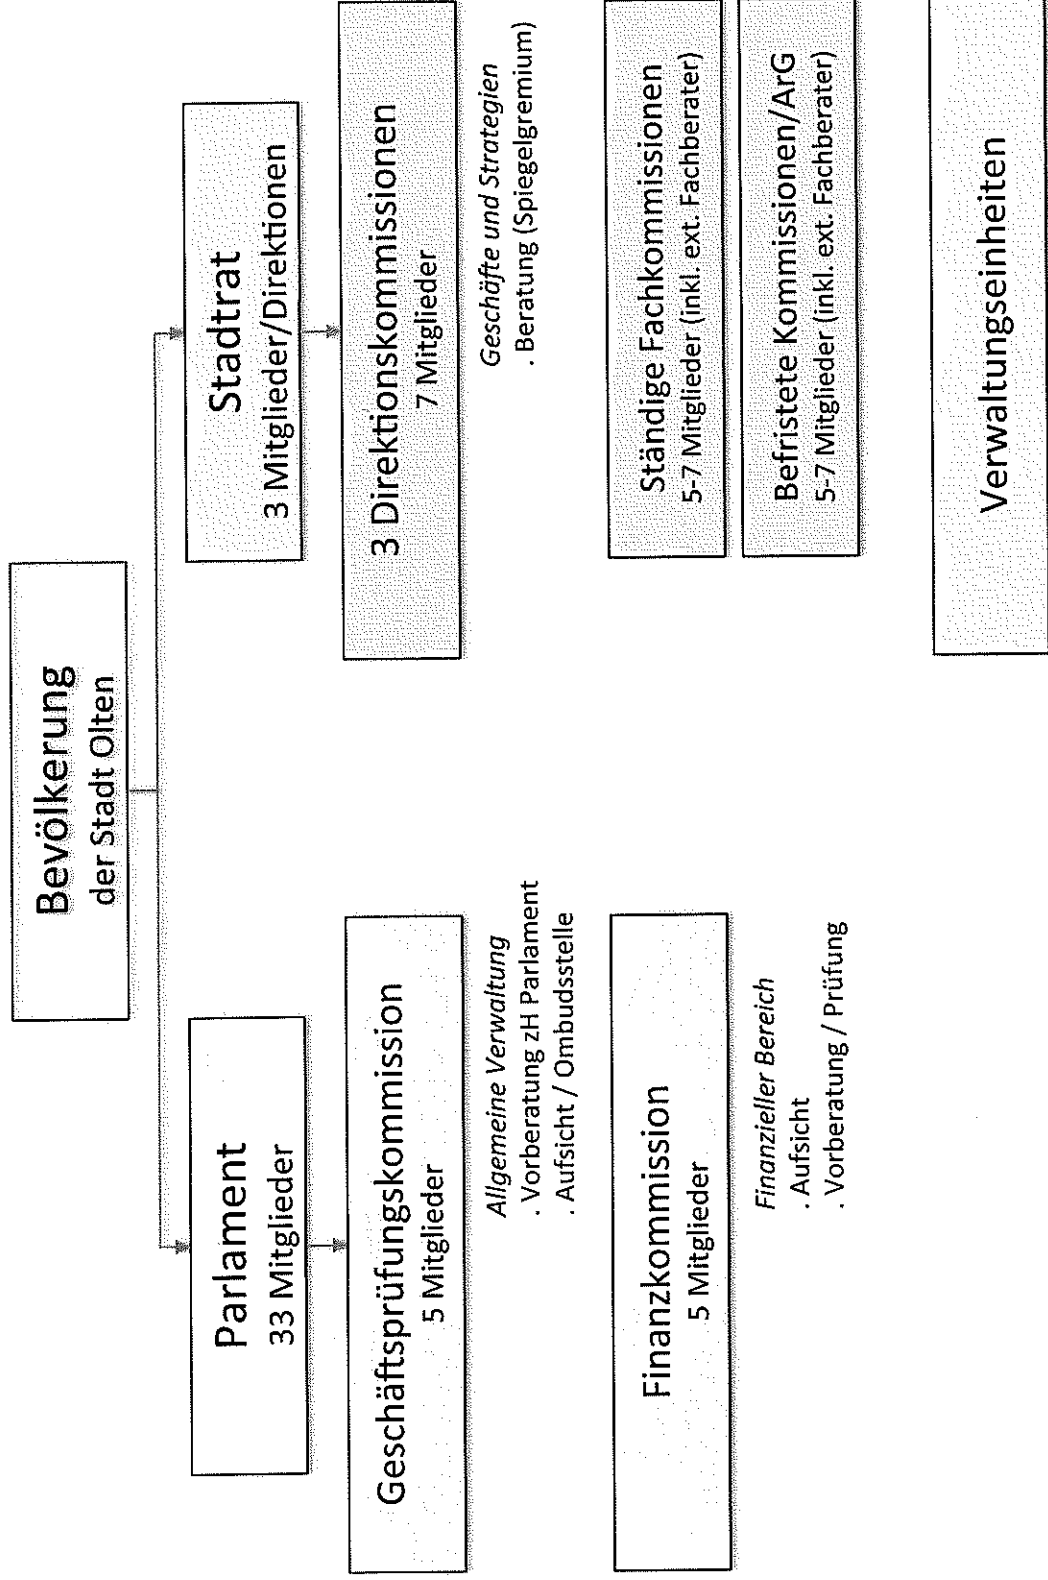 Bevölkerung
der Stadt Olten
Parlament
33 Mitglieder
Stadtrat
3 Mitglieder/Direktionen
Geschäftsprüfungskommission
5 Mitglieder
Allgemeine Verwaltung
. Vorberatung zH Parlament
. Aufsicht / Ombudsstelle
3 Direktionskommissionen
7 Mitglieder
Geschäfte und Strategien
. Beratung (Spiegelgremium)
Finanzkommission
5 Mitglieder
Finanzieller Bereich
. Aufsicht
. Vorberatung / Prüfung
Ständige Fachkommissionen
5-7 Mitglieder (inkl. ext. Fachberater)
Befristete Kommissionen/ArG
5-7 Mitglieder (inkl. ext. Fachberater)
Verwaltungseinheiten